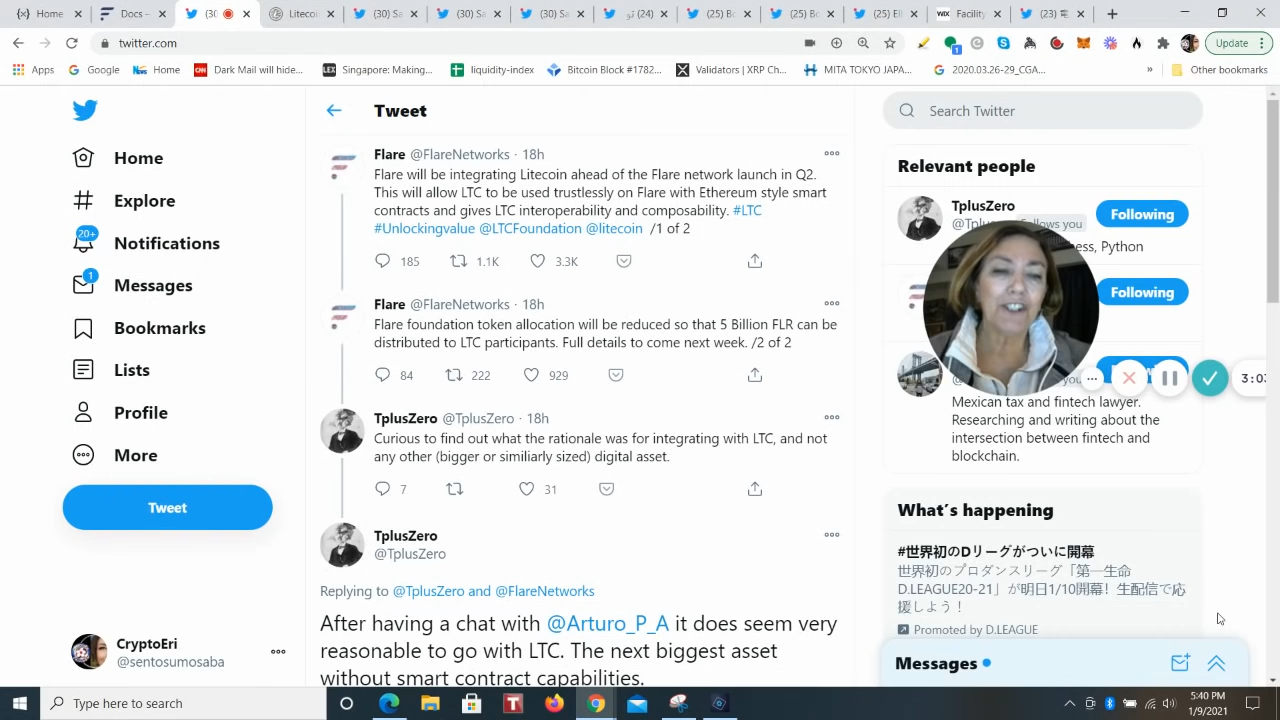 (30
Litecoi
(5)
(5)
(5)
(25)
(23)
twitter.com
Update
Apps
Google
Home
Dark Mail will hide...
Singapore: Making...
liquidity-index
Bitcoin Block #1782...
Validators | XRP Ch...
MITA TOKYO JAPA...
2020.03.26-29_CGA...
»
Other bookmarks
Home
Explore
20+
Notifications
1
Messages
Bookmarks
Lists
Profile
More
Tweet
CryptoEri
@sentosumosaba
Tweet
Flare @FlareNetworks · 18h
Flare will be integrating Litecoin ahead of the Flare network launch in Q2.
This will allow LTC to be used trustlessly on Flare with Ethereum style smart
contracts and gives LTC interoperability and composability. #LTC
#Unlockingvalue @LTCFoundation @litecoin /1 of 2
185 1.1K 3.3K
Flare @FlareNetworks · 18h
Flare foundation token allocation will be reduced so that 5 Billion FLR can be
distributed to LTC participants. Full details to come next week. /2 of 2
84 222 929
TplusZero @TplusZero · 18h
Curious to find out what the rationale was for integrating with LTC, and not
any other (bigger or similiarly sized) digital asset.
7 31
TplusZero
@TplusZero
Replying to @TplusZero and @FlareNetworks
After having a chat with @Arturo_P_A it does seem very
reasonable to go with LTC. The next biggest asset
without smart contract capabilities.
Search Twitter
Relevant people
TplusZero
Following
Follows you
Python
Following
Mexican tax and fintech lawyer.
Researching and writing about the
intersection between fintech and
blockchain.
What's happening
#世界初のDリーグがついに開幕
世界初のプロダンスリーグ「第一生命
D.LEAGUE20-21」が明日1/10開幕！生配信で応
援しよう！
Promoted by D.LEAGUE
Messages
Type here to search
5:40 PM
1/9/2021